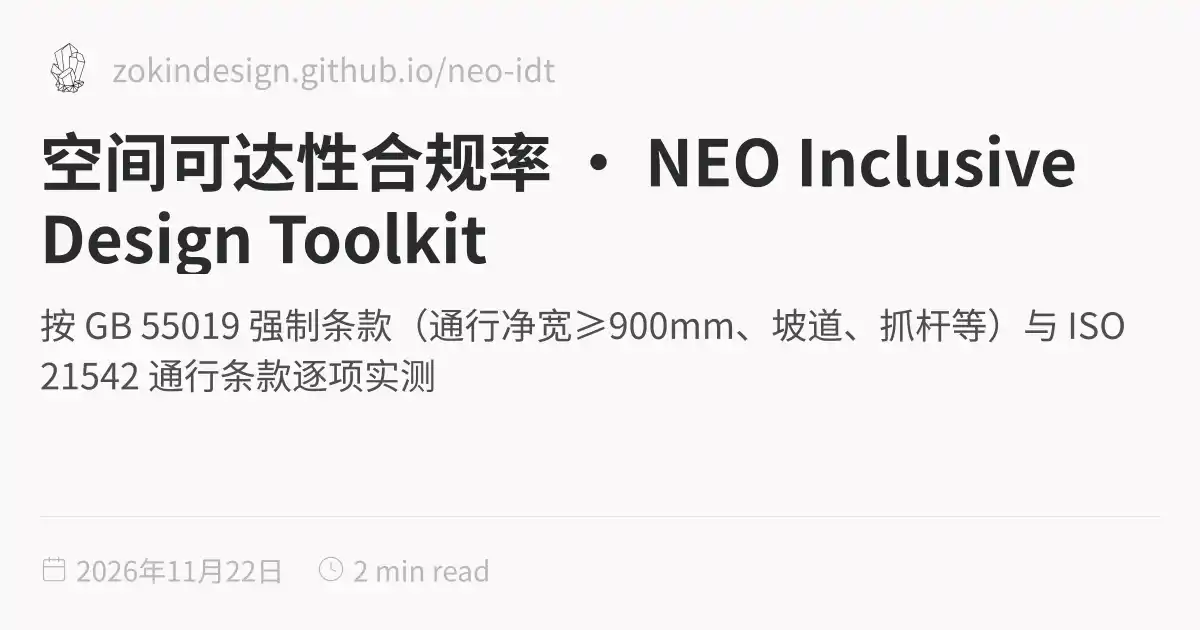 zokindesign.github.io/neo-idt
空间可达性合规率 · NEO Inclusive
Design Toolkit
按 GB 55019 强制条款（通行净宽≥900mm、坡道、抓杆等）与 ISO
21542 通行条款逐项实测
2026年11月22日 2 min read